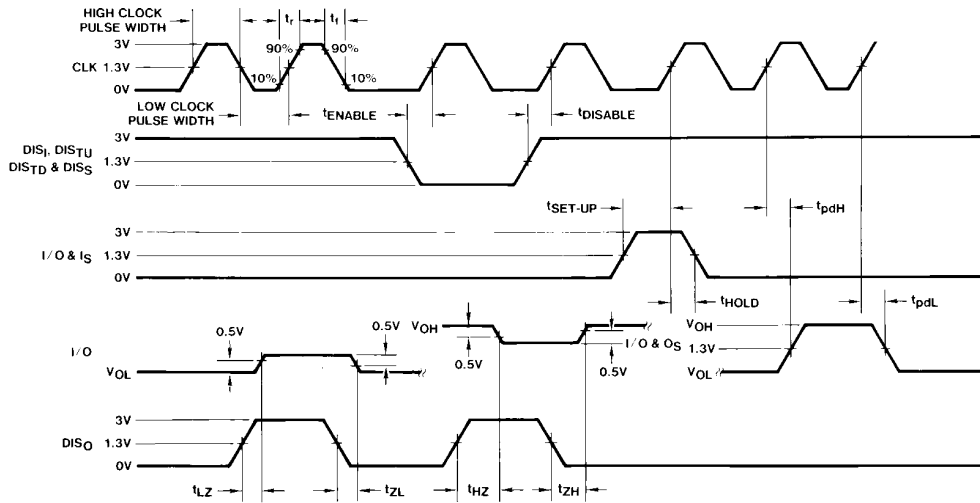 HIGH CLOCK
PULSE WIDTH
tr
tf
3V
90%
90%
CLK
1.3V
10%
10%
0V
LOW CLOCK
PULSE WIDTH
tENABLE
tDISABLE
DISI, DISTU
DISTD & DISS
3V
1.3V
0V
tSET-UP
tpdH
I/O & IS
3V
1.3V
0V
tHOLD
tpdL
I/O
0.5V
0.5V
VOL
VOH
0.5V
I/O & OS
0.5V
VOH
1.3V
VOL
DISO
3V
1.3V
0V
tLZ
tZL
tHZ
tZH